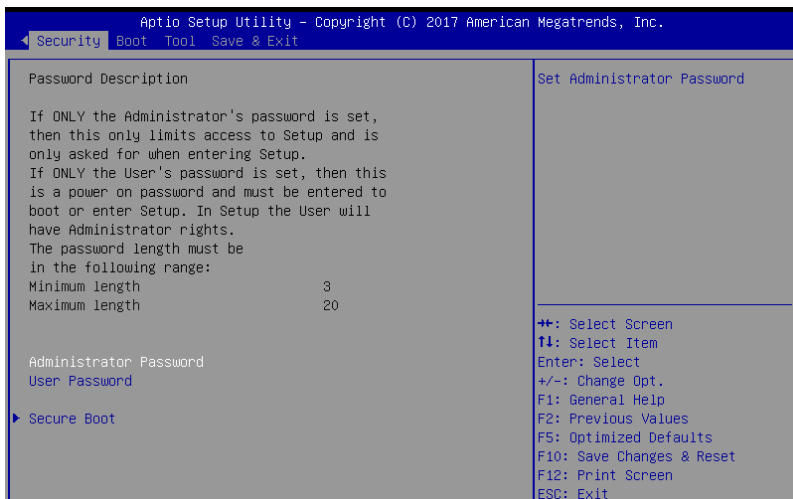 Aptio Setup Utility – Copyright (C) 2017 American Megatrends, Inc.
Security Boot Tool Save & Exit
Password Description
If ONLY the Administrator's password is set,
then this only limits access to Setup and is
only asked for when entering Setup.
If ONLY the User's password is set, then this
is a power on password and must be entered to
boot or enter Setup. In Setup the User will
have Administrator rights.
The password length must be
in the following range:
Minimum length 3
Maximum length 20
Administrator Password
User Password
Secure Boot
Set Administrator Password
→←: Select Screen
↑↓: Select Item
Enter: Select
+/-: Change Opt.
F1: General Help
F2: Previous Values
F5: Optimized Defaults
F10: Save Changes & Reset
F12: Print Screen
ESC: Exit